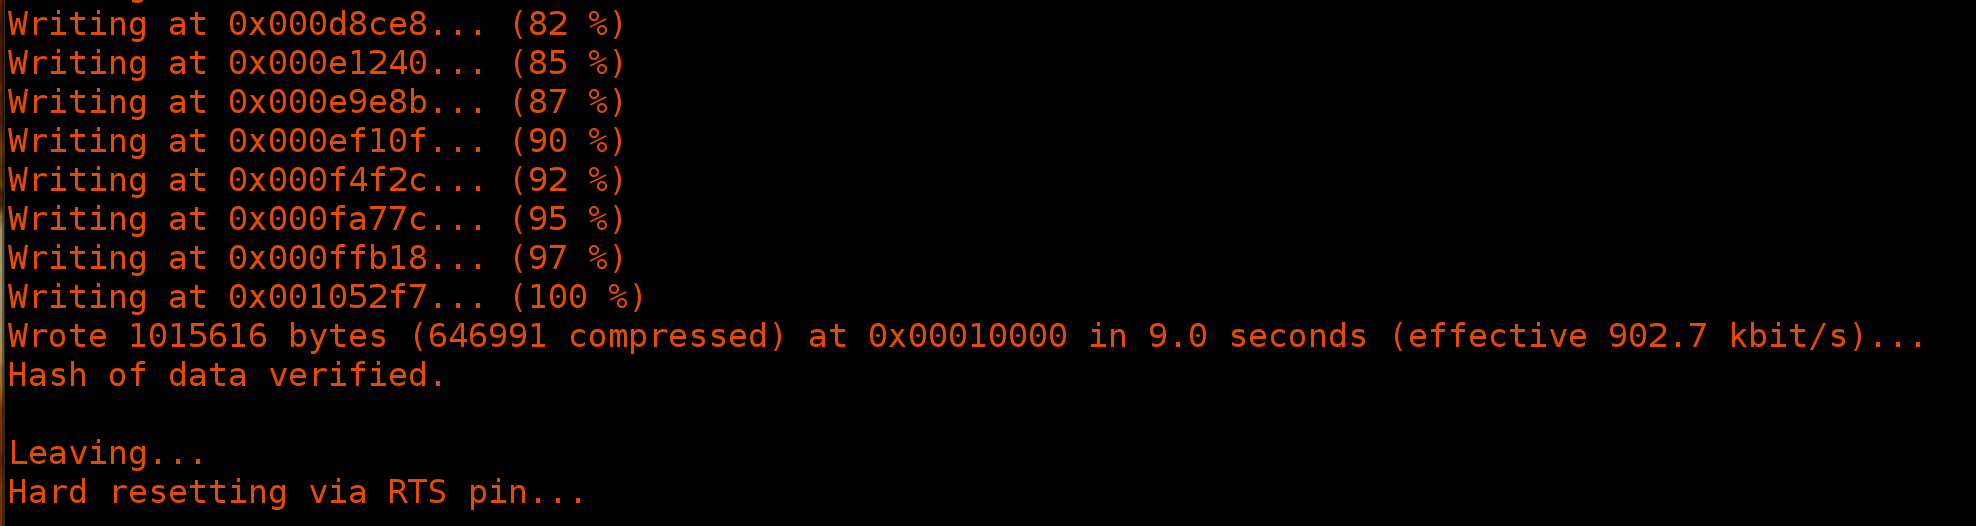 Writing at 0x000d8ce8... (82 %)
Writing at 0x000e1240... (85 %)
Writing at 0x000e9e8b... (87 %)
Writing at 0x000ef10f... (90 %)
Writing at 0x000f4f2c... (92 %)
Writing at 0x000fa77c... (95 %)
Writing at 0x000ffb18... (97 %)
Writing at 0x001052f7... (100 %)
Wrote 1015616 bytes (646991 compressed) at 0x00010000 in 9.0 seconds (effective 902.7 kbit/s)...
Hash of data verified.

Leaving...
Hard resetting via RTS pin...